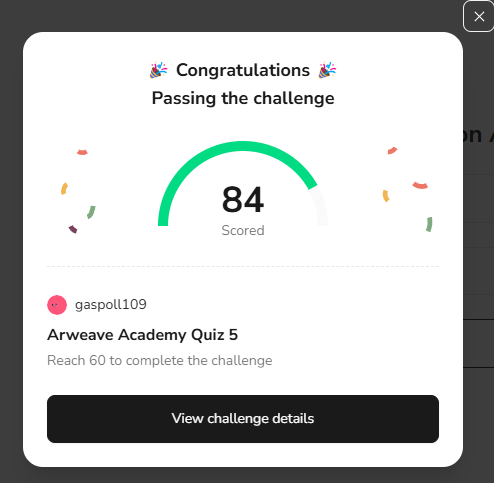 🎉 Congratulations 🎉
Passing the challenge
84
Scored
gaspoll109
Arweave Academy Quiz 5
Reach 60 to complete the challenge
View challenge details